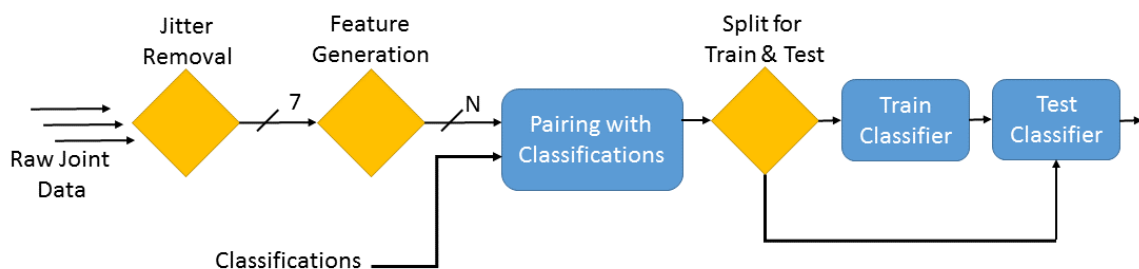 Jitter
Removal
Feature
Generation
Split for
Train & Test
7
N
Raw Joint
Data
Pairing with
Classifications
Train
Classifier
Test
Classifier
Classifications